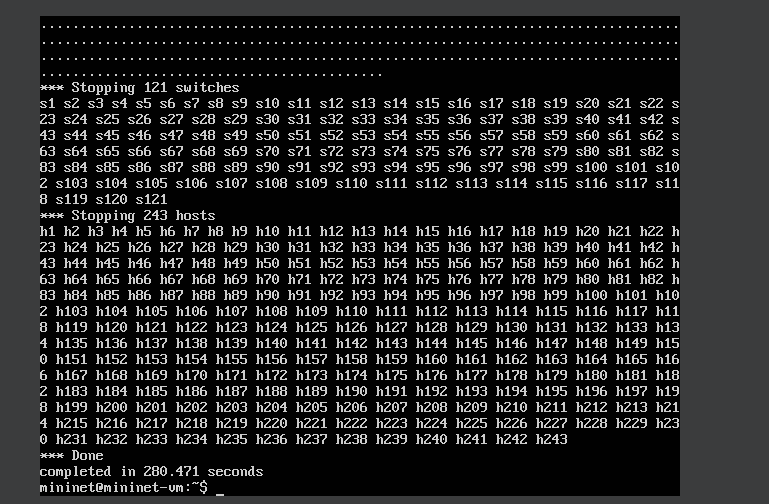 ................................................................................
................................................................................
................................................................................
...........................................
*** Stopping 121 switches
s1 s2 s3 s4 s5 s6 s7 s8 s9 s10 s11 s12 s13 s14 s15 s16 s17 s18 s19 s20 s21 s22 s
23 s24 s25 s26 s27 s28 s29 s30 s31 s32 s33 s34 s35 s36 s37 s38 s39 s40 s41 s42 s
43 s44 s45 s46 s47 s48 s49 s50 s51 s52 s53 s54 s55 s56 s57 s58 s59 s60 s61 s62 s
63 s64 s65 s66 s67 s68 s69 s70 s71 s72 s73 s74 s75 s76 s77 s78 s79 s80 s81 s82 s
83 s84 s85 s86 s87 s88 s89 s90 s91 s92 s93 s94 s95 s96 s97 s98 s99 s100 s101 s10
2 s103 s104 s105 s106 s107 s108 s109 s110 s111 s112 s113 s114 s115 s116 s117 s11
8 s119 s120 s121
*** Stopping 243 hosts
h1 h2 h3 h4 h5 h6 h7 h8 h9 h10 h11 h12 h13 h14 h15 h16 h17 h18 h19 h20 h21 h22 h
23 h24 h25 h26 h27 h28 h29 h30 h31 h32 h33 h34 h35 h36 h37 h38 h39 h40 h41 h42 h
43 h44 h45 h46 h47 h48 h49 h50 h51 h52 h53 h54 h55 h56 h57 h58 h59 h60 h61 h62 h
63 h64 h65 h66 h67 h68 h69 h70 h71 h72 h73 h74 h75 h76 h77 h78 h79 h80 h81 h82 h
83 h84 h85 h86 h87 h88 h89 h90 h91 h92 h93 h94 h95 h96 h97 h98 h99 h100 h101 h10
2 h103 h104 h105 h106 h107 h108 h109 h110 h111 h112 h113 h114 h115 h116 h117 h11
8 h119 h120 h121 h122 h123 h124 h125 h126 h127 h128 h129 h130 h131 h132 h133 h13
4 h135 h136 h137 h138 h139 h140 h141 h142 h143 h144 h145 h146 h147 h148 h149 h15
0 h151 h152 h153 h154 h155 h156 h157 h158 h159 h160 h161 h162 h163 h164 h165 h16
6 h167 h168 h169 h170 h171 h172 h173 h174 h175 h176 h177 h178 h179 h180 h181 h18
2 h183 h184 h185 h186 h187 h188 h189 h190 h191 h192 h193 h194 h195 h196 h197 h19
8 h199 h200 h201 h202 h203 h204 h205 h206 h207 h208 h209 h210 h211 h212 h213 h21
4 h215 h216 h217 h218 h219 h220 h221 h222 h223 h224 h225 h226 h227 h228 h229 h23
0 h231 h232 h233 h234 h235 h236 h237 h238 h239 h240 h241 h242 h243
*** Done
completed in 280.471 seconds
mininet@mininet-vm:~$ _